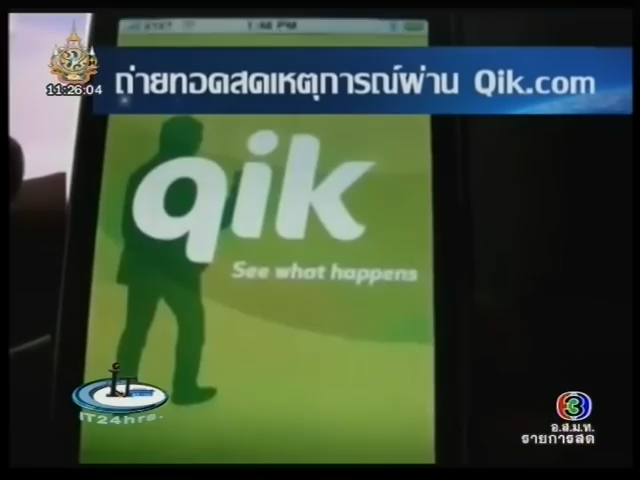 1:48 PM
11:26:04
ถ่ายทอดสดเหตุการณ์ผ่าน Qik.com
qik
See what happens
iT
IT24hrs.
3
อ.ส.ม.ท.
รายการสด